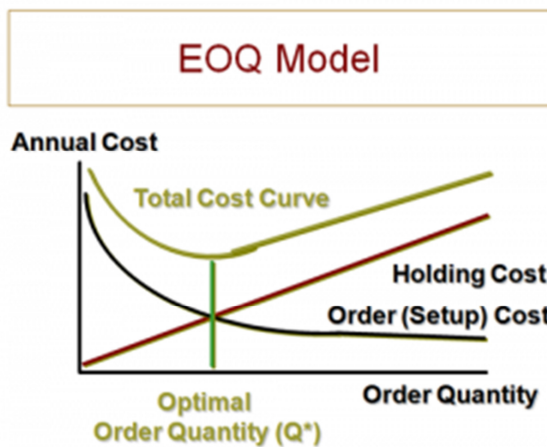 EOQ Model
Annual Cost
Total Cost Curve
Holding Cost
Order (Setup) Cost
Order Quantity
Optimal
Order Quantity (Q*)